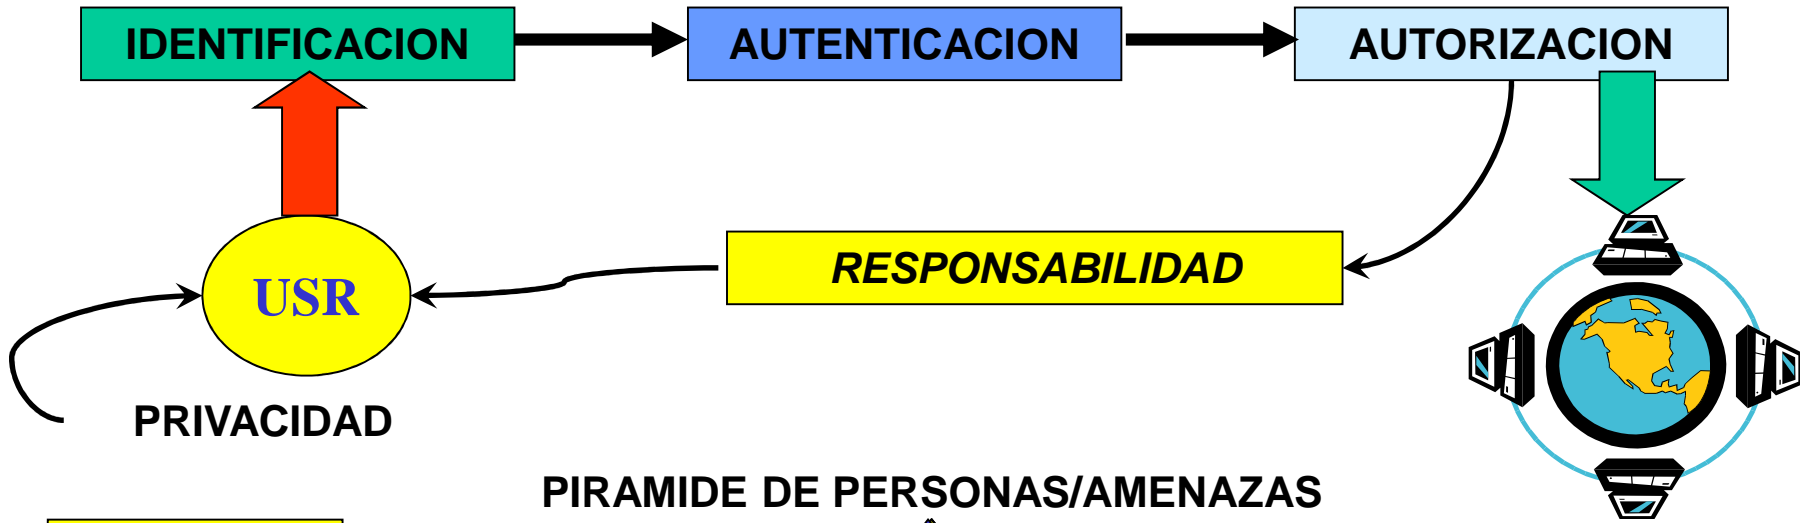 IDENTIFICACION
AUTENTICACION
AUTORIZACION
RESPONSABILIDAD
USR
PRIVACIDAD
PIRAMIDE DE PERSONAS/AMENAZAS